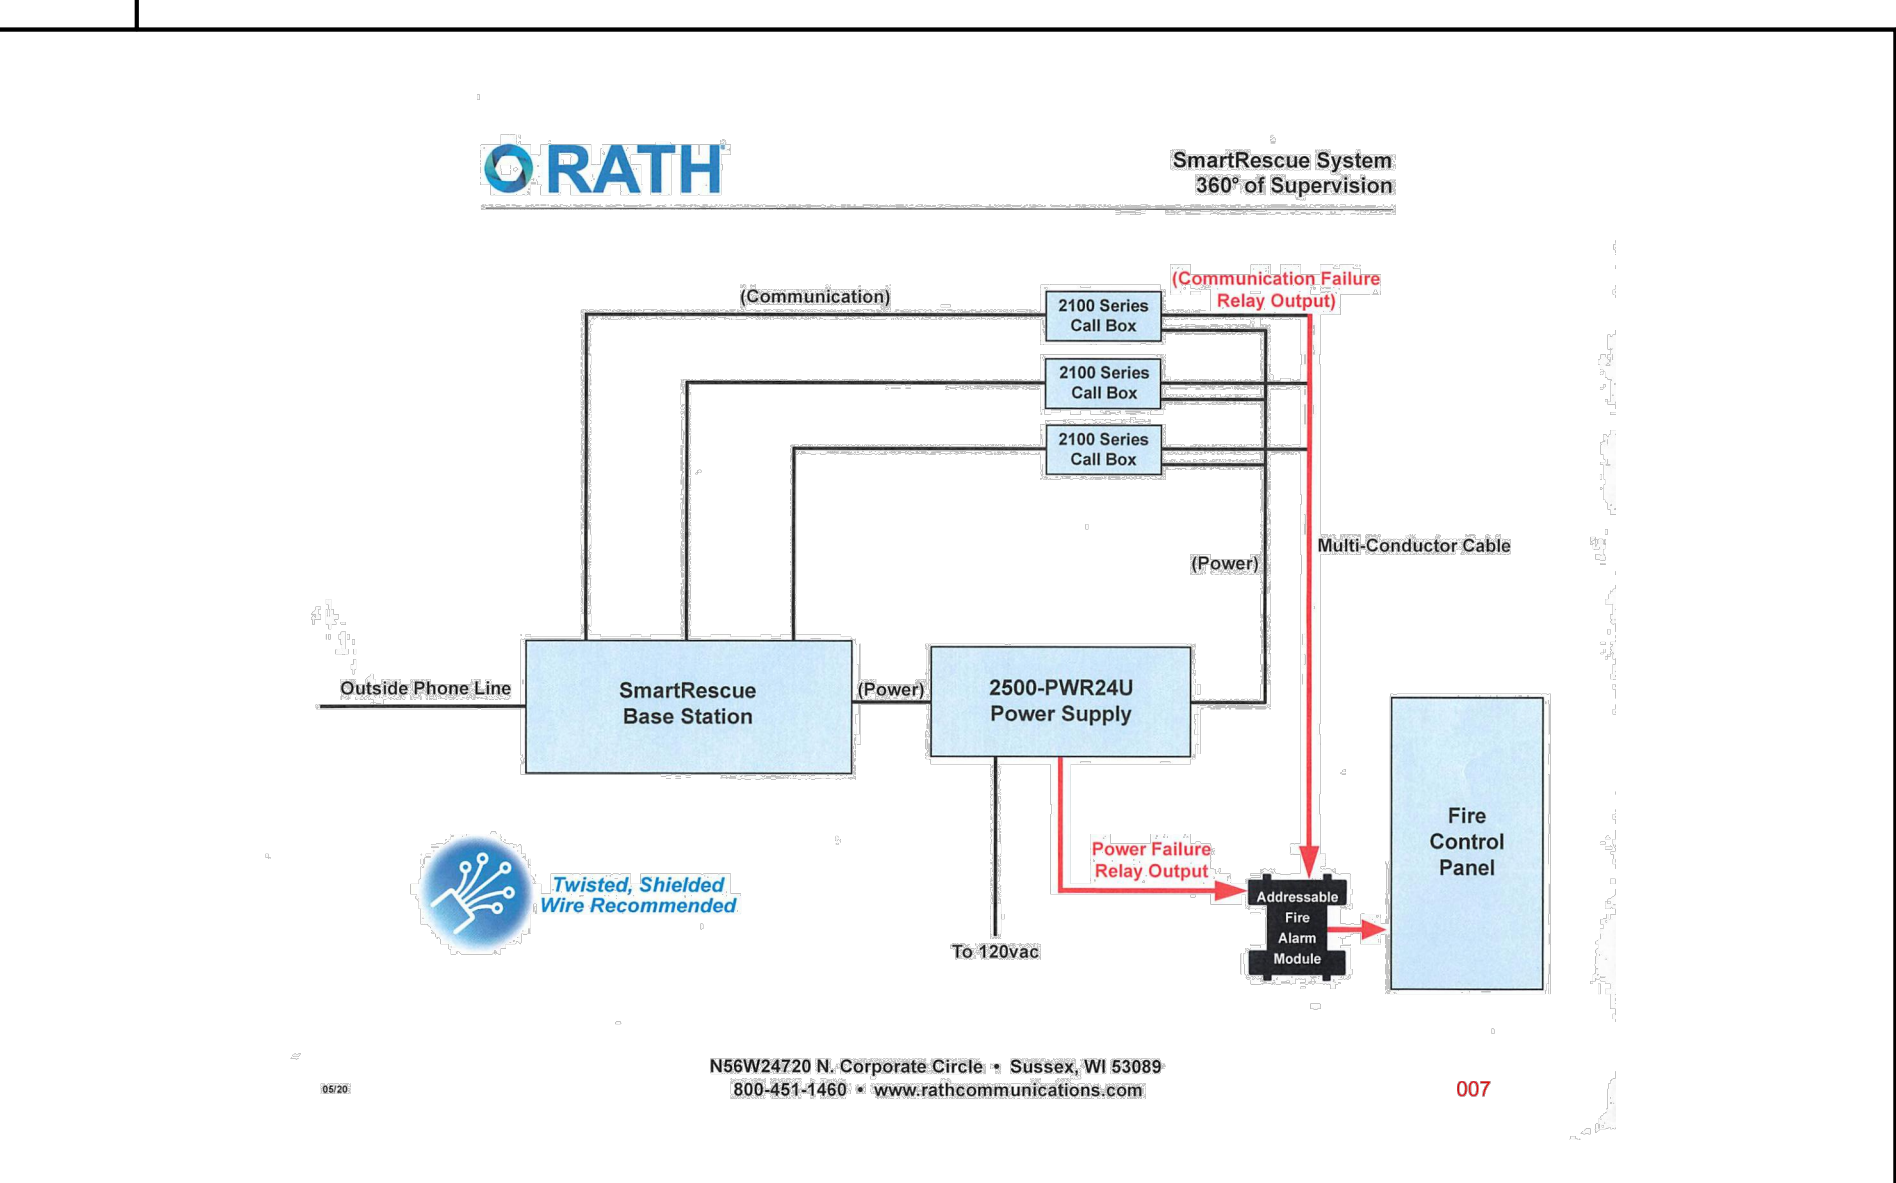 RATH
SmartRescue System
360° of Supervision
(Communication)
(Communication Failure
Relay Output)
2100 Series
Call Box
2100 Series
Call Box
2100 Series
Call Box
Multi-Conductor Cable
(Power)
Outside Phone Line
SmartRescue
Base Station
(Power)
2500-PWR24U
Power Supply
Fire
Control
Panel
Power Failure
Relay Output
Addressable
Fire
Alarm
Module
Twisted, Shielded
Wire Recommended
To 120vac
N56W24720 N. Corporate Circle • Sussex, WI 53089
800-451-1460 • www.rathcommunications.com
05/20
007